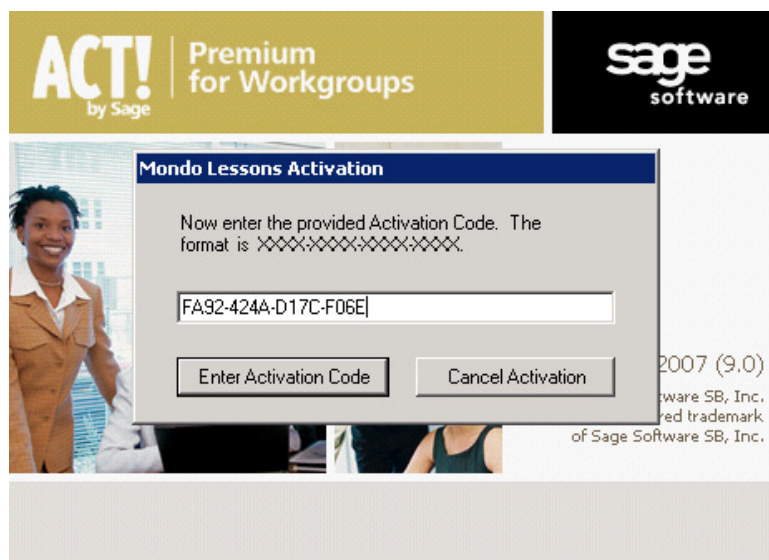 ACT!
by Sage
Premium
for Workgroups
sage
software
Mondo Lessons Activation
Now enter the provided Activation Code. The
format is XXXX-XXXX-XXXX-XXXX.
FA92-424A-D17C-F06E
Enter Activation Code
Cancel Activation
2007 (9.0)
ware SB, Inc.
red trademark
of Sage Software SB, Inc.